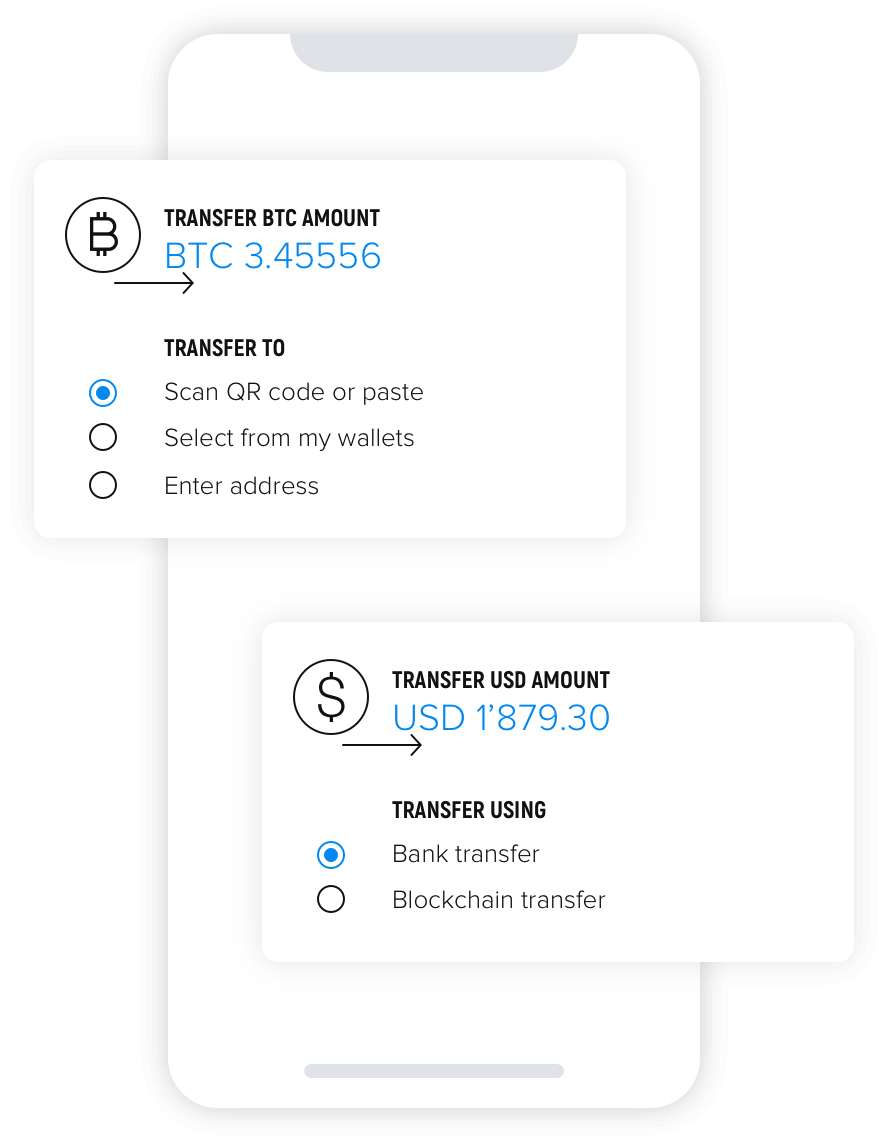 TRANSFER BTC AMOUNT
BTC 3.45556
TRANSFER TO
Scan QR code or paste
Select from my wallets
Enter address
TRANSFER USD AMOUNT
USD 1’879.30
TRANSFER USING
Bank transfer
Blockchain transfer